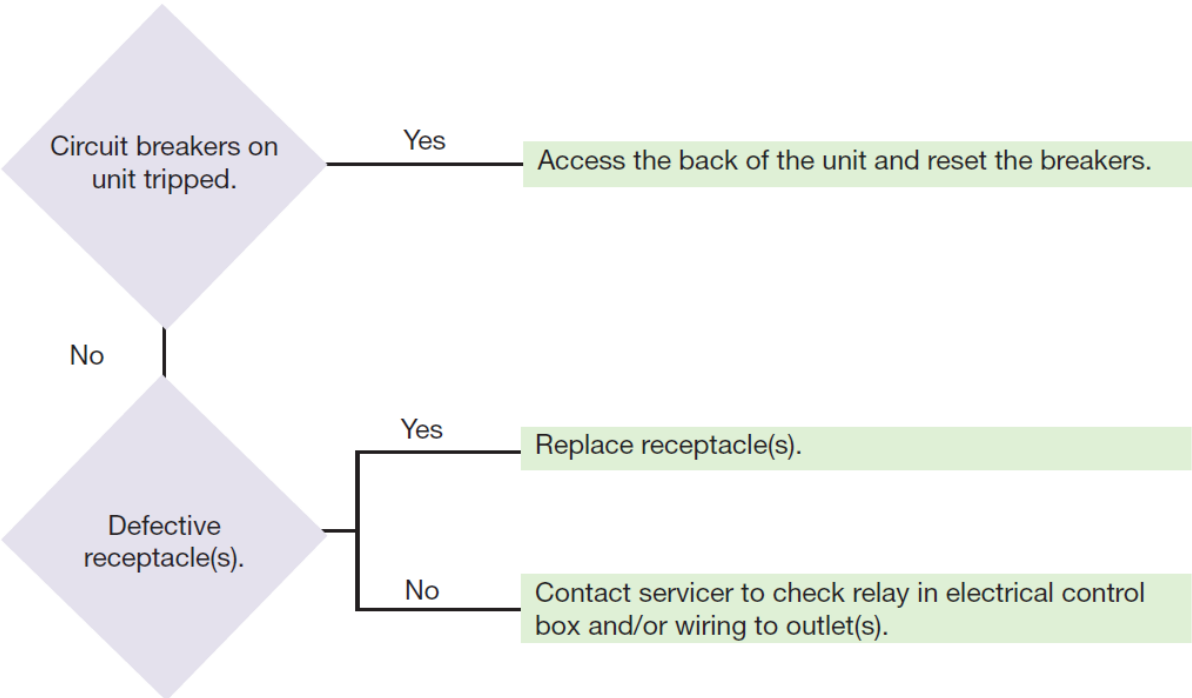 Circuit breakers on
unit tripped.
Yes
Access the back of the unit and reset the breakers.
No
Defective
receptacle(s).
Yes
Replace receptacle(s).
No
Contact servicer to check relay in electrical control
box and/or wiring to outlet(s).